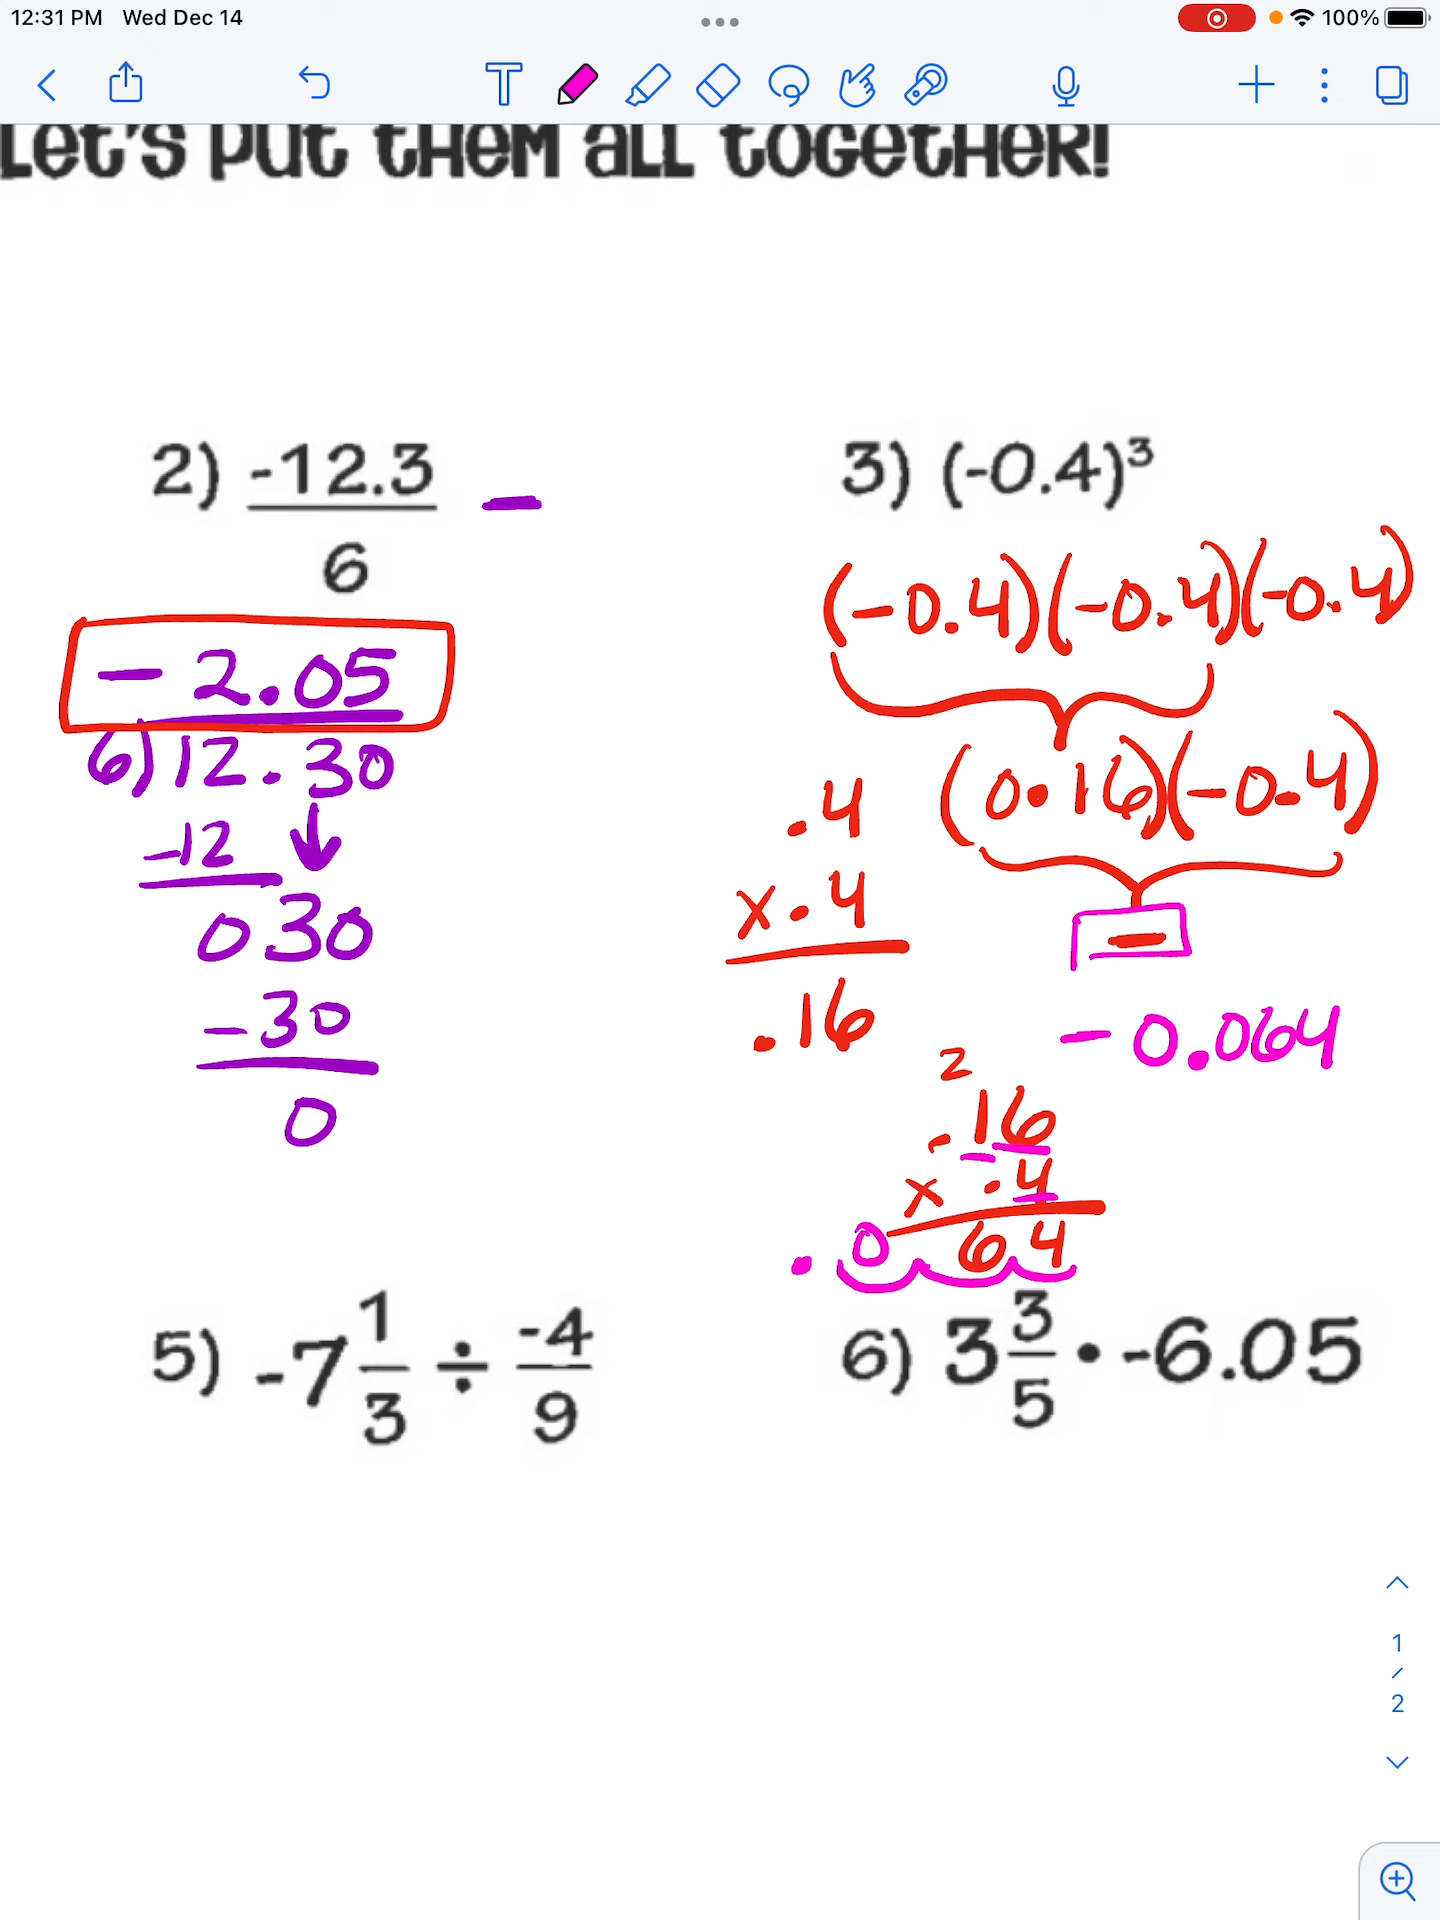 12:31 PM Wed Dec 14
100%
T
Let's put them all together!
2) -12.3 / 6 −
− 2.05
6)12.30
-12
030
-30
0
3) (-0.4)³
(-0.4)(-0.4)(-0.4)
(0.16)(-0.4)
−
.4
x .4
.16
- 0.064
2
.16
x .4
.0 64
5) -7 1/3 ÷ -4/9
6) 3 3/5 • -6.05
1
/
2